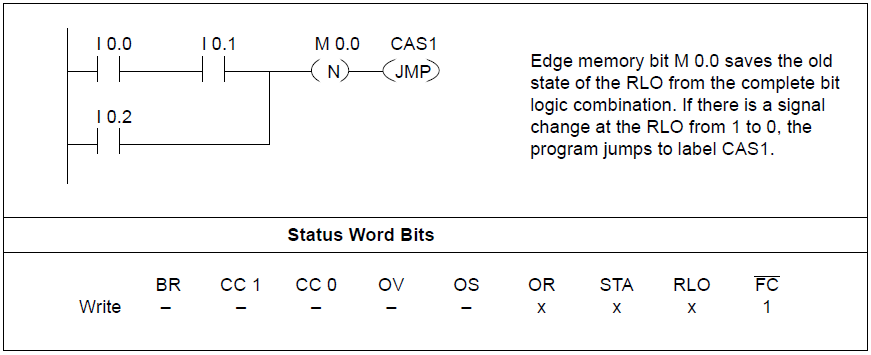 I 0.0 I 0.1 M 0.0 CAS1
N JMP
I 0.2
Edge memory bit M 0.0 saves the old
state of the RLO from the complete bit
logic combination. If there is a signal
change at the RLO from 1 to 0, the
program jumps to label CAS1.
Status Word Bits
BR CC 1 CC 0 OV OS OR STA RLO F̅C̅
Write – – – – – x x x 1